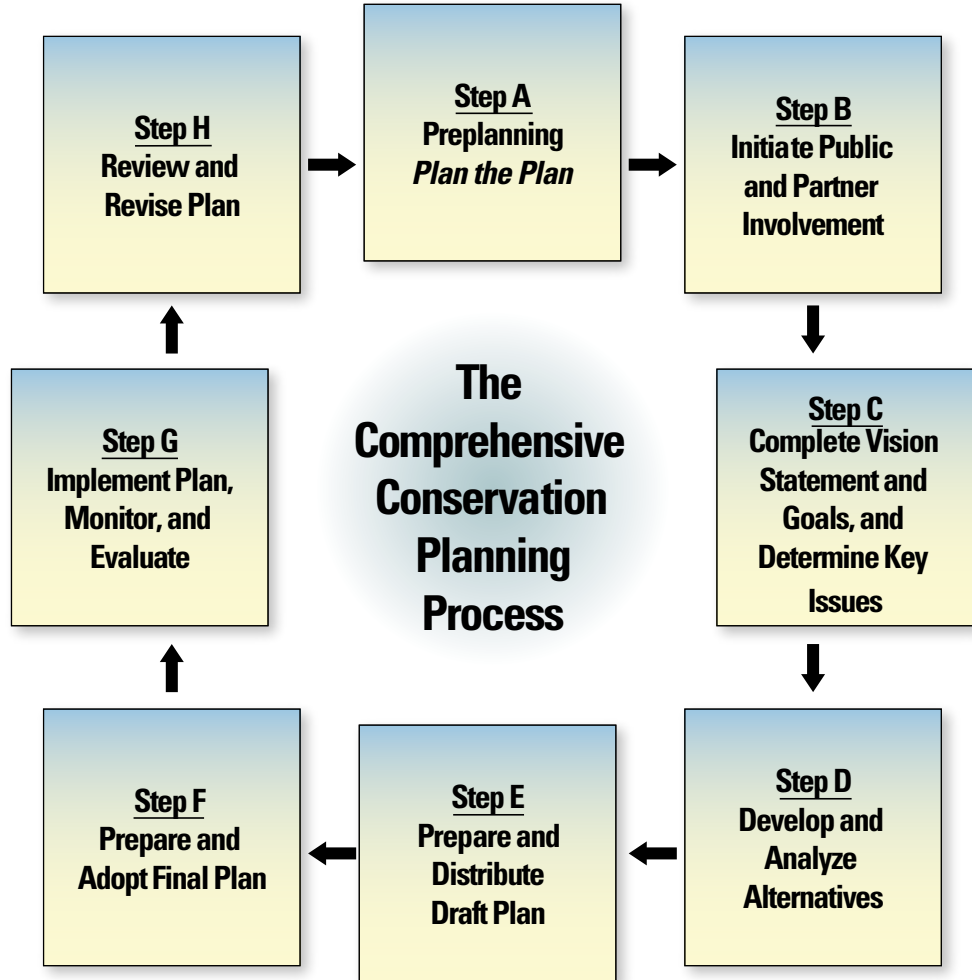 Step A
Preplanning
Plan the Plan
Step B
Initiate Public
and Partner
Involvement
Step C
Complete Vision
Statement and
Goals, and
Determine Key
Issues
Step D
Develop and
Analyze
Alternatives
Step E
Prepare and
Distribute
Draft Plan
Step F
Prepare and
Adopt Final Plan
Step G
Implement Plan,
Monitor, and
Evaluate
Step H
Review and
Revise Plan
The
Comprehensive
Conservation
Planning
Process